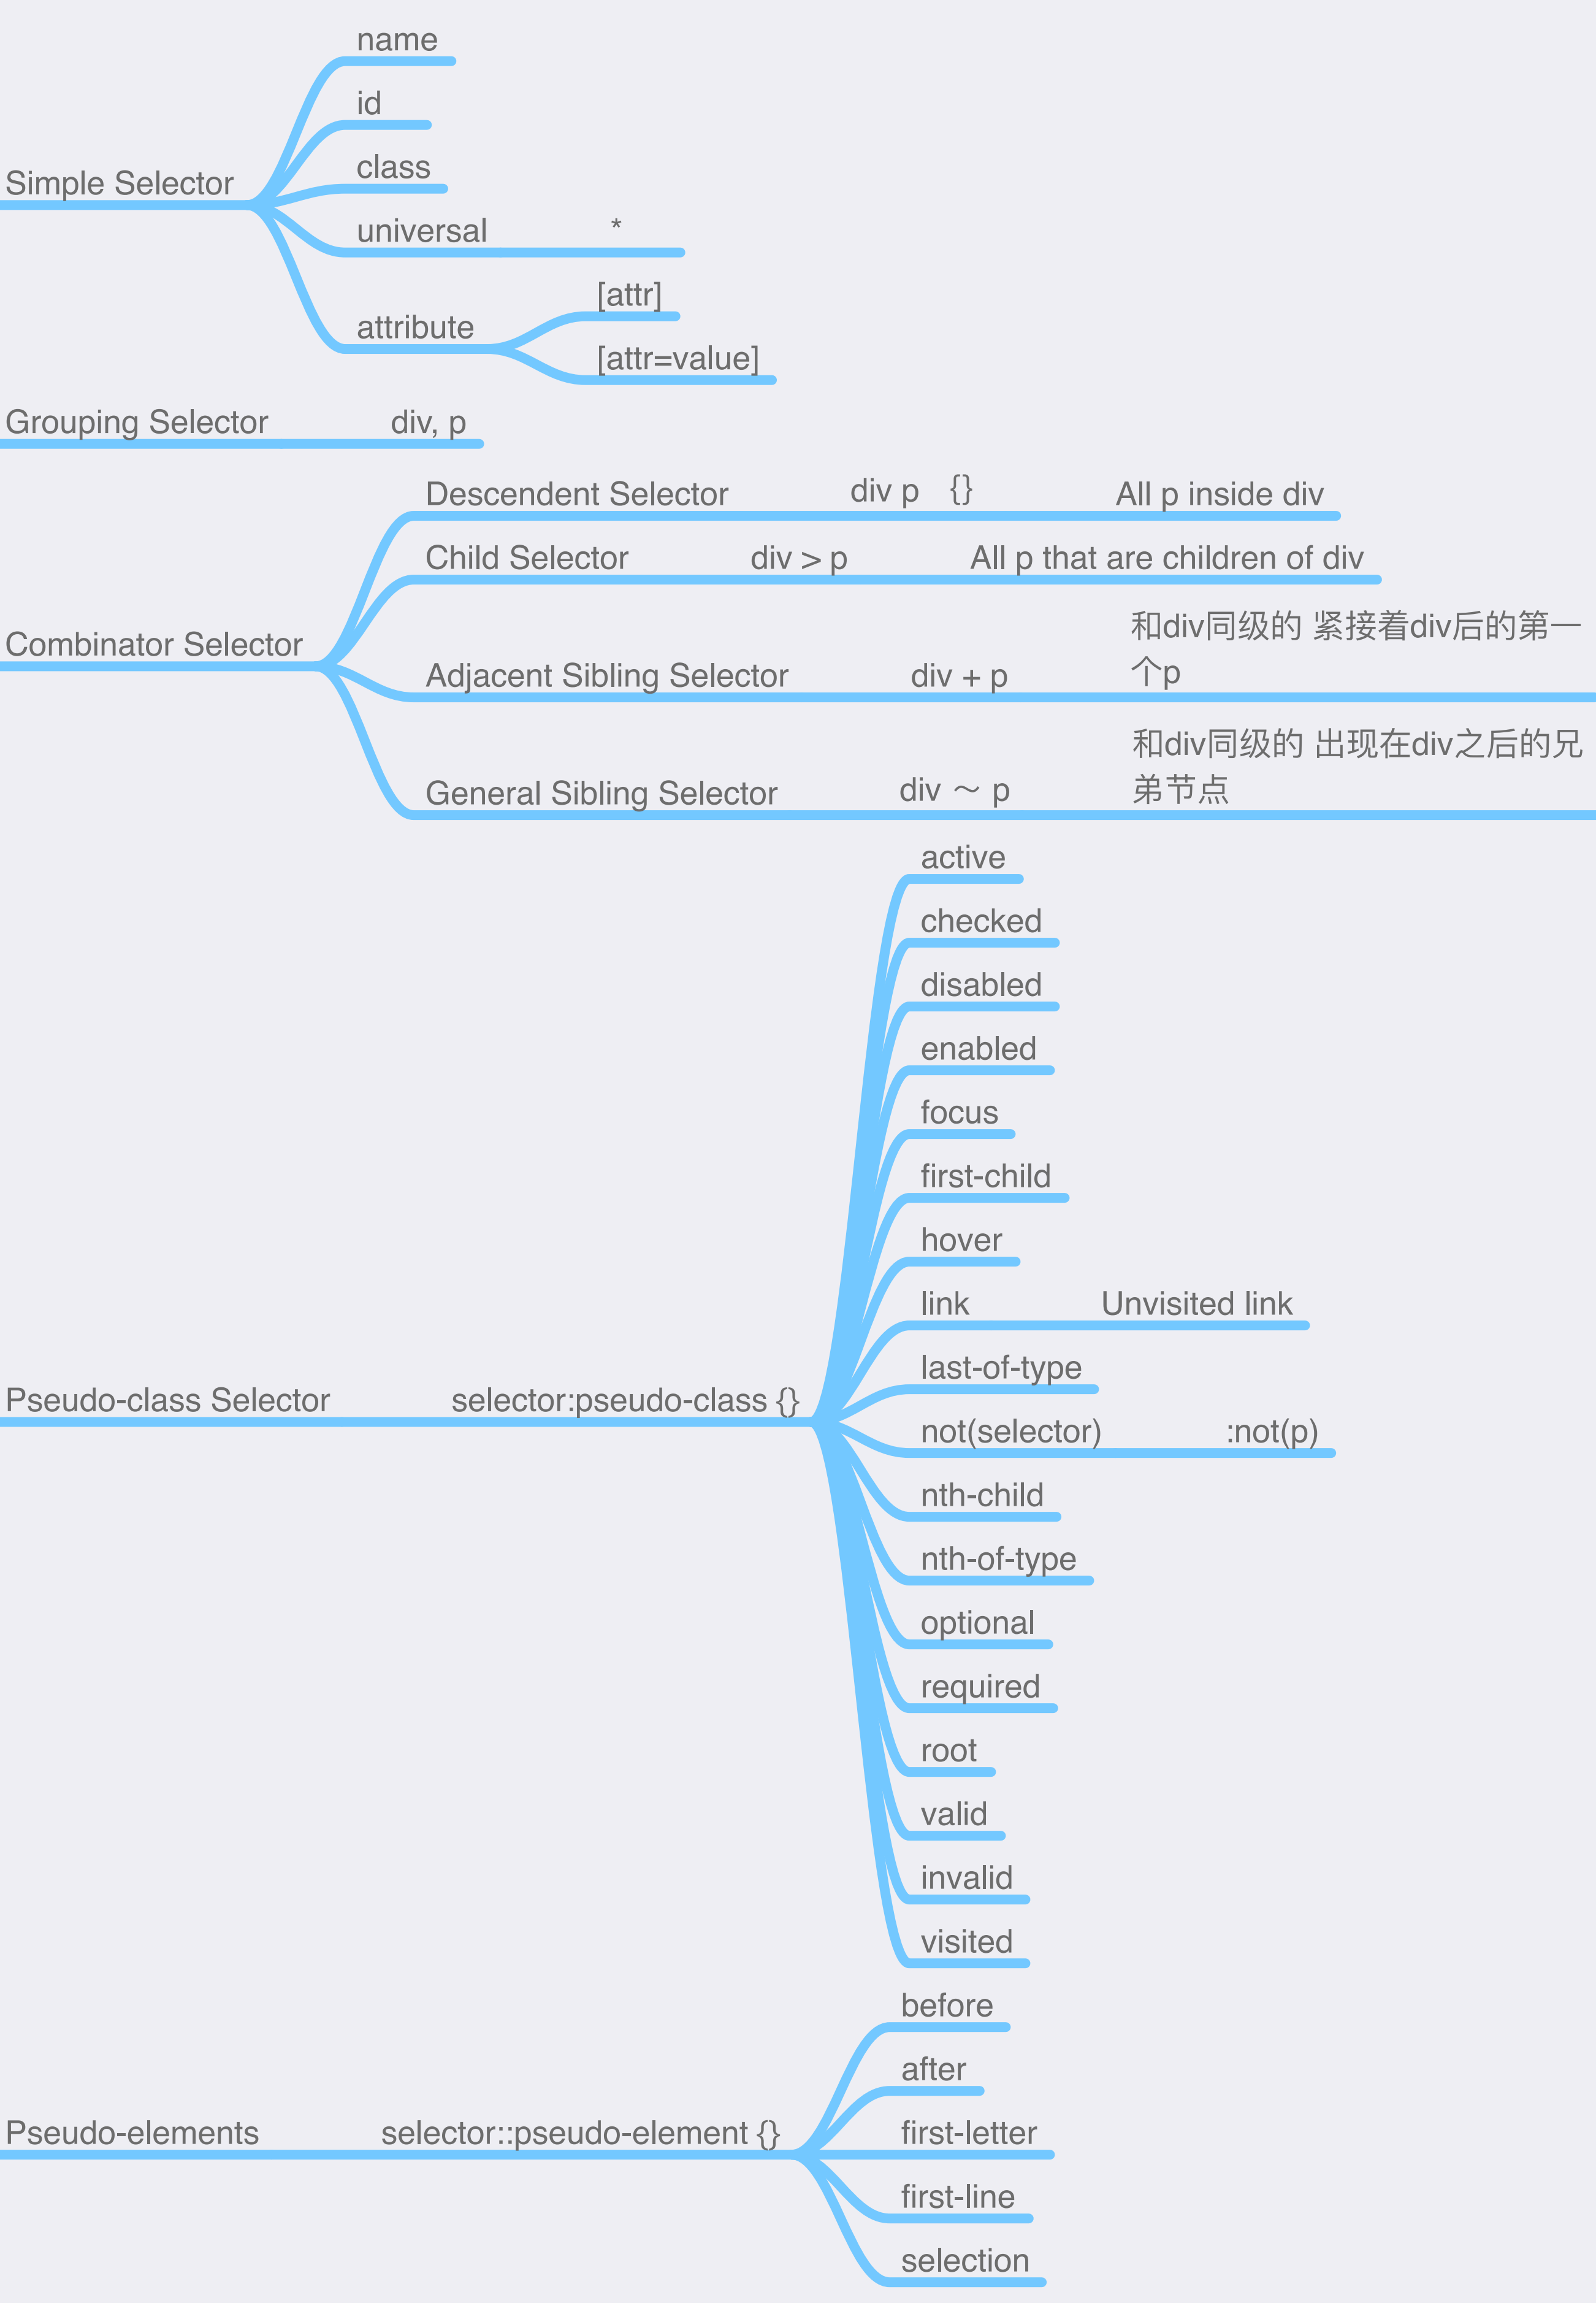 name
id
class
Simple Selector
universal *
[attr]
attribute
[attr=value]
Grouping Selector div, p
Descendent Selector div p {} All p inside div
Child Selector div > p All p that are children of div
Combinator Selector
和div同级的 紧接着div后的第一
个p
Adjacent Sibling Selector div + p
和div同级的 出现在div之后的兄
弟节点
General Sibling Selector div ～ p
active
checked
disabled
enabled
focus
first-child
hover
link Unvisited link
last-of-type
Pseudo-class Selector selector:pseudo-class {}
not(selector) :not(p)
nth-child
nth-of-type
optional
required
root
valid
invalid
visited
before
after
Pseudo-elements selector::pseudo-element {}
first-letter
first-line
selection